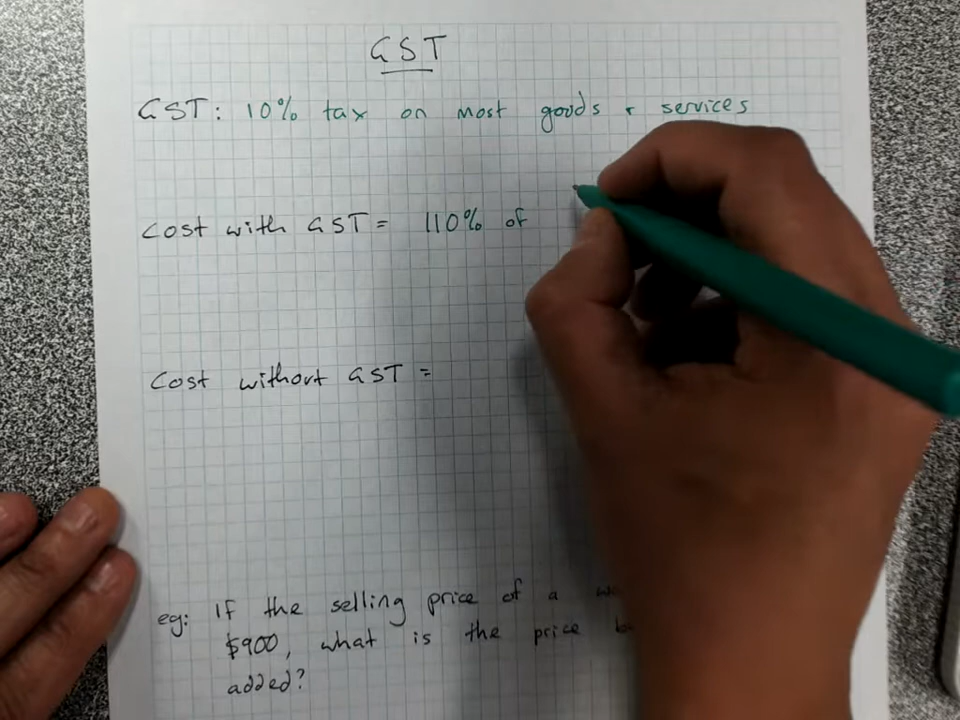 GST
GST: 10% tax on most goods & services
Cost with GST = 110% of
Cost without GST =
eg: If the selling price of a
$900, what is the price
added?